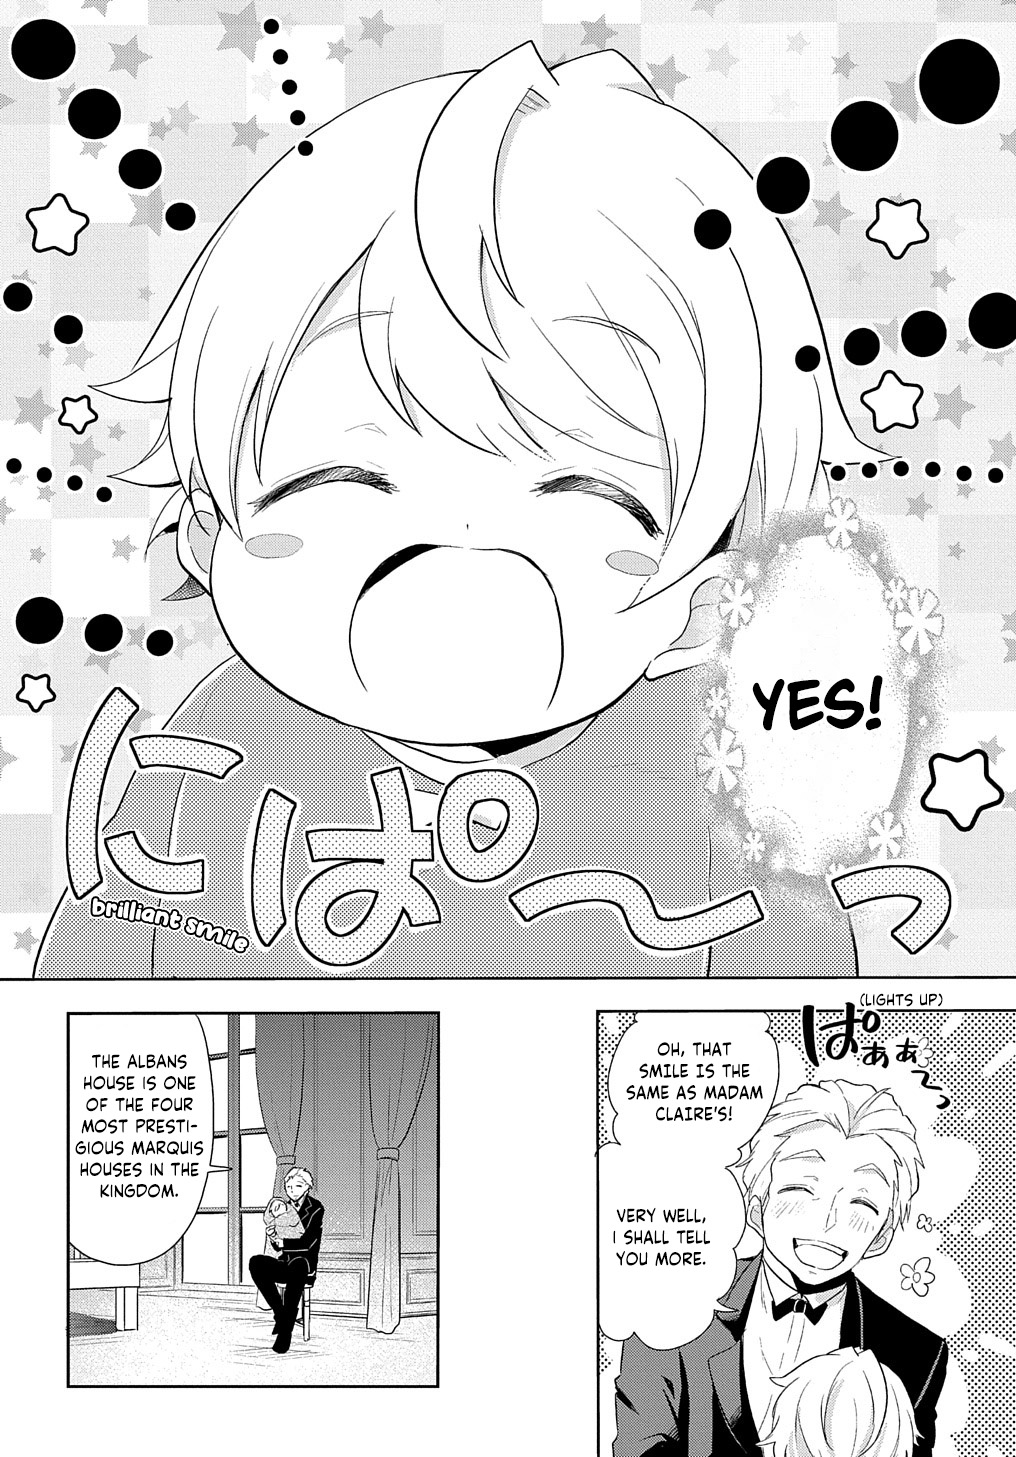 YES!
にぱ〜っ
brilliant smile
(LIGHTS UP)
ぱぁぁ〜っ
OH, THAT
SMILE IS THE
SAME AS MADAM
CLAIRE'S!
VERY WELL,
I SHALL TELL
YOU MORE.
THE ALBANS
HOUSE IS ONE
OF THE FOUR
MOST PRESTI-
GIOUS MARQUIS
HOUSES IN THE
KINGDOM.